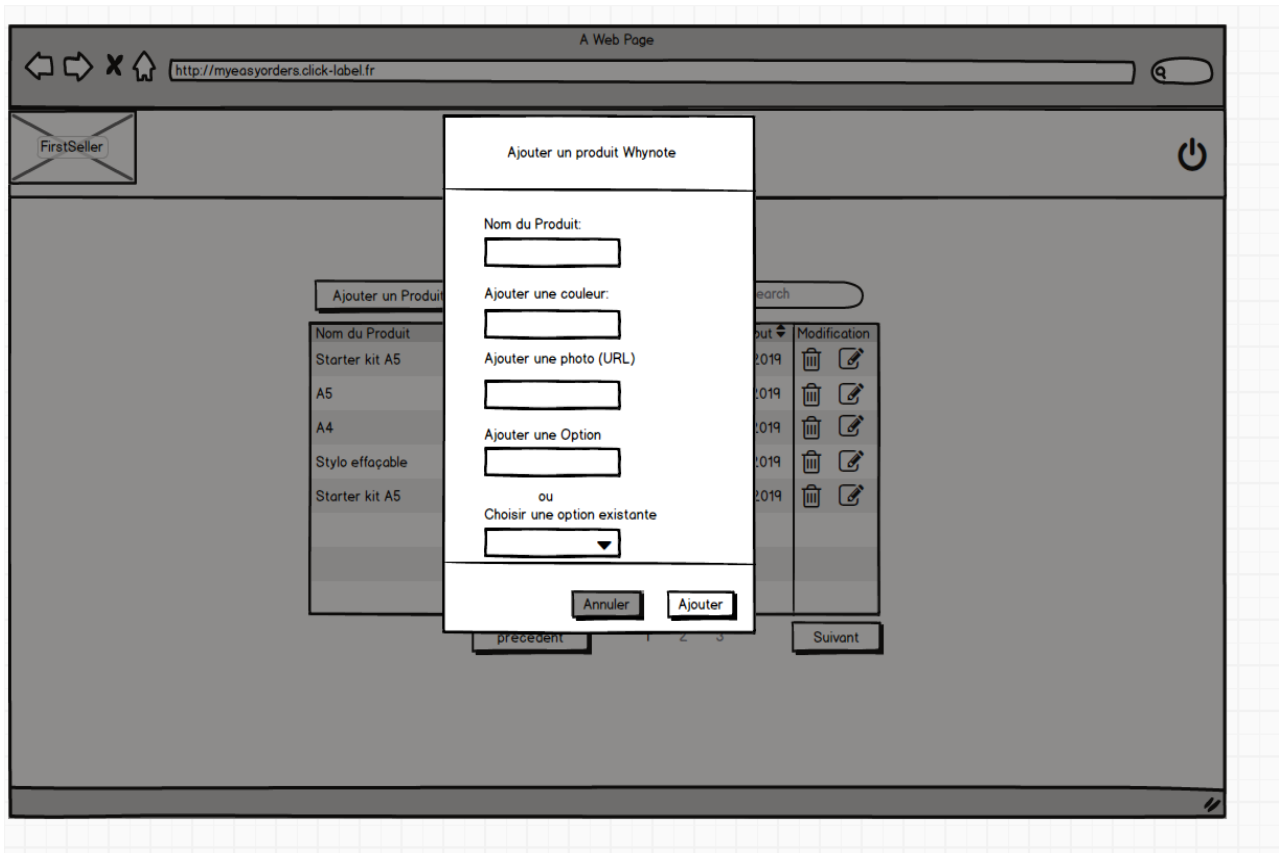 A Web Page
http://myeasyorders.click-label.fr
FirstSeller
Ajouter un produit Whynote
Nom du Produit:
Ajouter une couleur:
Ajouter une photo (URL)
Ajouter une Option
ou
Choisir une option existante
Annuler Ajouter
Ajouter un Produit
earch
Nom du Produit out Modification
Starter kit A5 2019
A5 2019
A4 2019
Stylo effaçable 2019
Starter kit A5 2019
précédent 1 2 3 Suivant